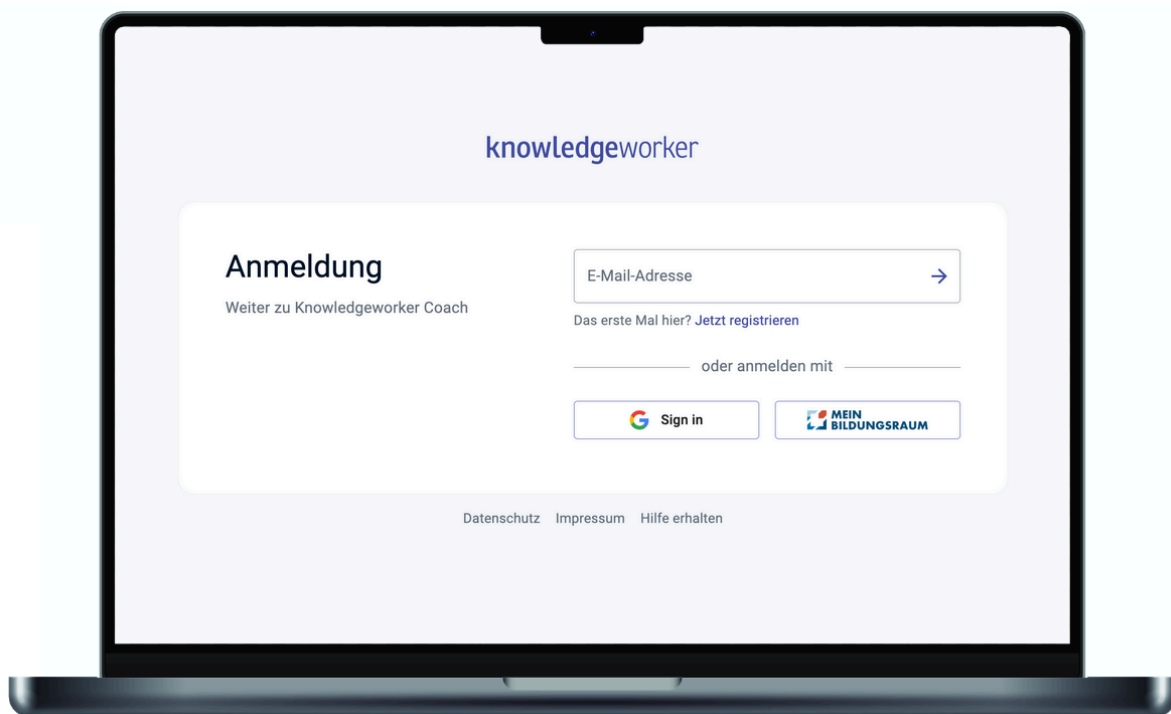 knowledgeworker
Anmeldung
Weiter zu Knowledgeworker Coach
E-Mail-Adresse
Das erste Mal hier? Jetzt registrieren
oder anmelden mit
Sign in
MEIN
BILDUNGSRAUM
Datenschutz Impressum Hilfe erhalten